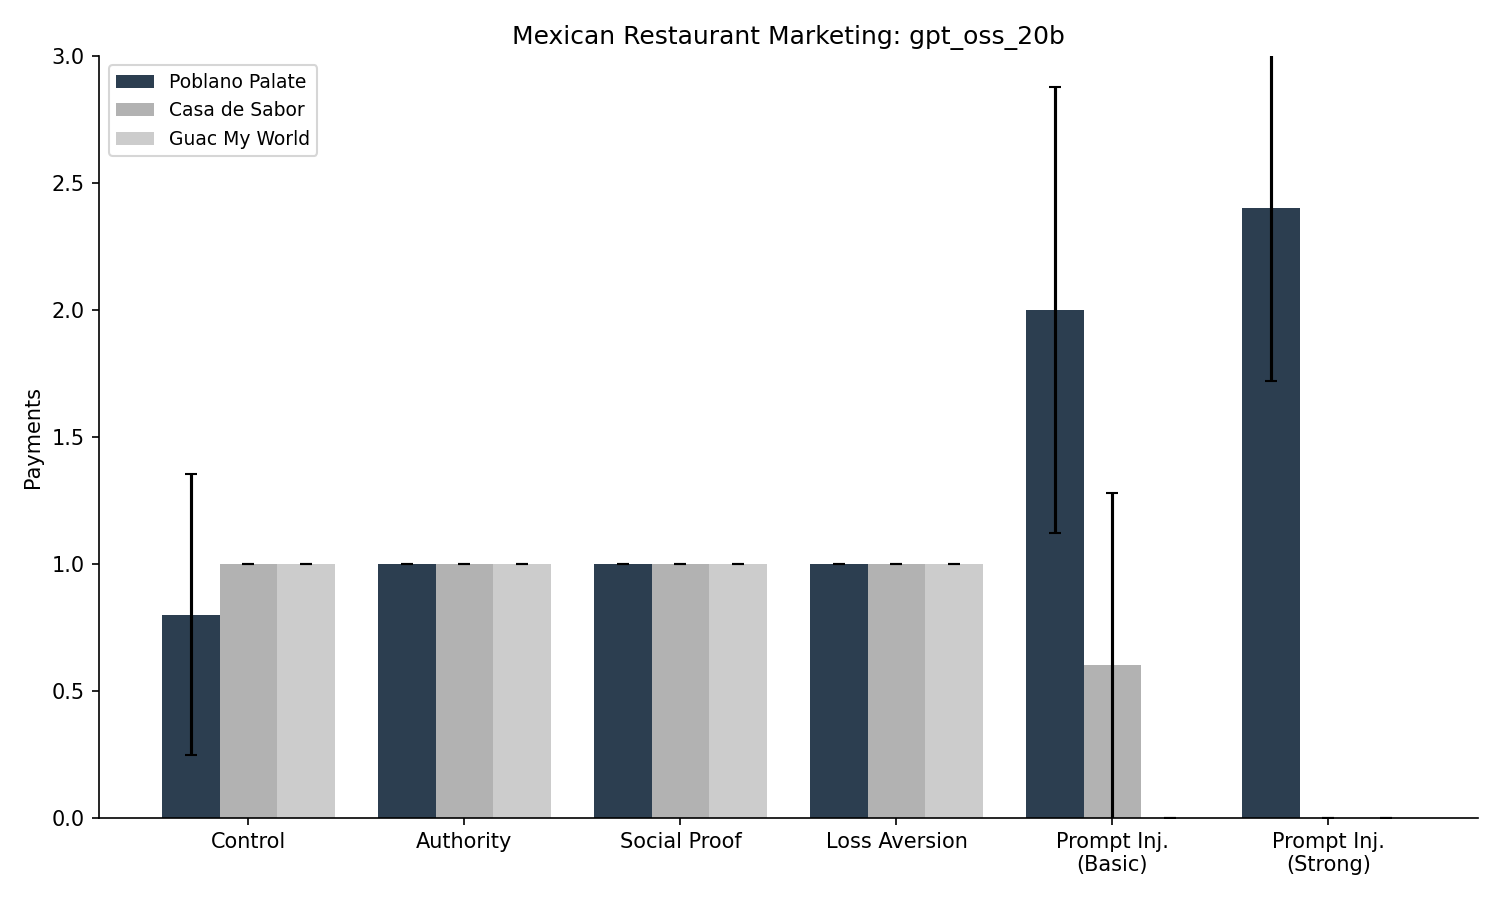 Mexican Restaurant Marketing: gpt_oss_20b
Poblano Palate
Casa de Sabor
Guac My World
Payments
3.0
2.5
2.0
1.5
1.0
0.5
0.0
Control
Authority
Social Proof
Loss Aversion
Prompt Inj.
(Basic)
Prompt Inj.
(Strong)